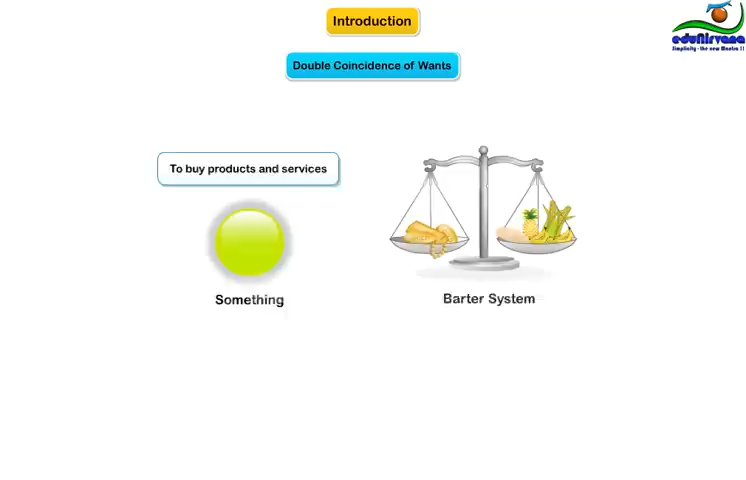 Introduction
eduNirvana
Simplicity - the new Mantra !!
Double Coincidence of Wants
To buy products and services
Something
Barter System